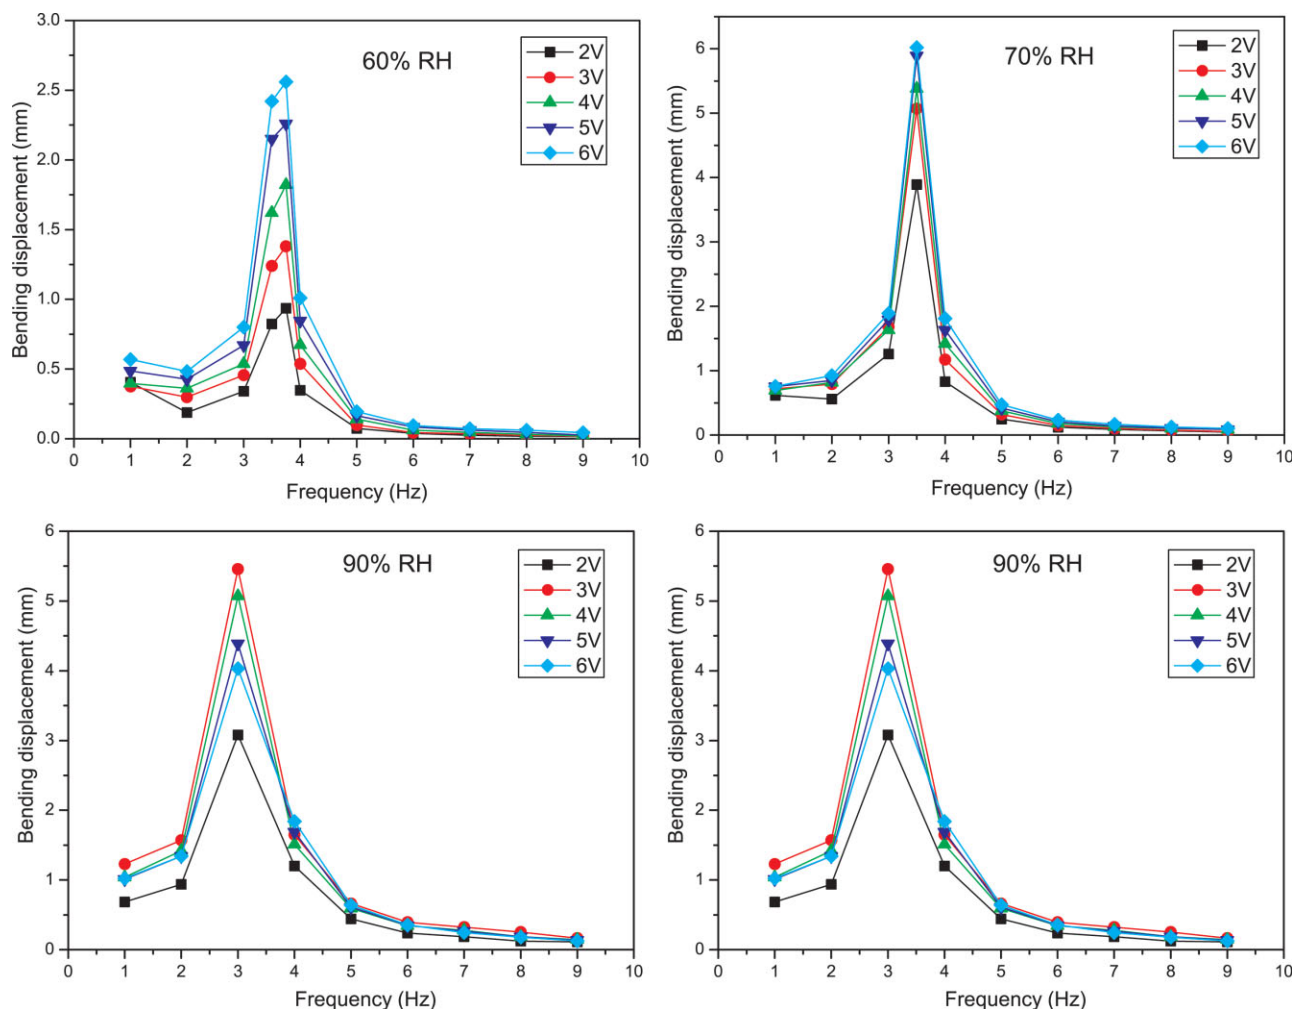 60% RH
2V
3V
4V
5V
6V
3.0
2.5
2.0
1.5
1.0
0.5
0.0
Bending displacement (mm)
0 1 2 3 4 5 6 7 8 9 10
Frequency (Hz)
70% RH
2V
3V
4V
5V
6V
6
5
4
3
2
1
0
Bending displacement (mm)
0 1 2 3 4 5 6 7 8 9 10
Frequency (Hz)
90% RH
2V
3V
4V
5V
6V
6
5
4
3
2
1
0
Bending displacement (mm)
0 1 2 3 4 5 6 7 8 9 10
Frequency (Hz)
90% RH
2V
3V
4V
5V
6V
6
5
4
3
2
1
0
Bending displacement (mm)
0 1 2 3 4 5 6 7 8 9 10
Frequency (Hz)